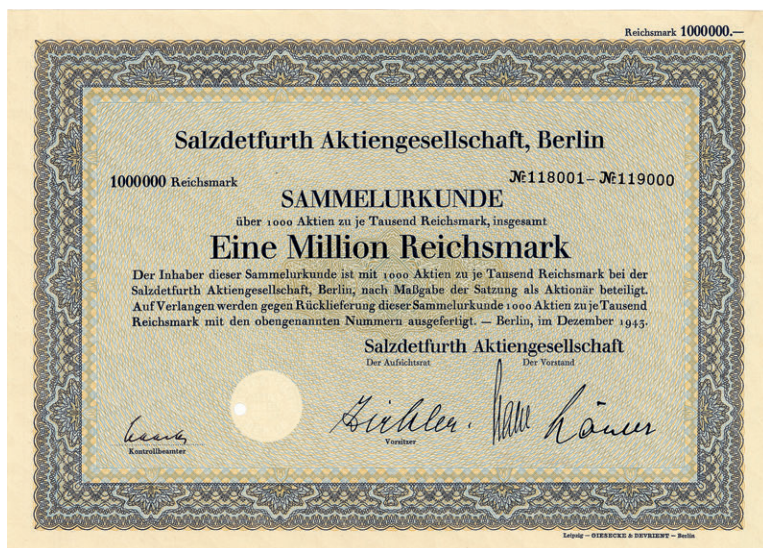 Reichsmark 1000000.—
Salzdetfurth Aktiengesellschaft, Berlin
1000000 Reichsmark
№118001–№119000
SAMMELURKUNDE
über 1000 Aktien zu je Tausend Reichsmark, insgesamt
Eine Million Reichsmark
Der Inhaber dieser Sammelurkunde ist mit 1000 Aktien zu je Tausend Reichsmark bei der
Salzdetfurth Aktiengesellschaft, Berlin, nach Maßgabe der Satzung als Aktionär beteiligt.
Auf Verlangen werden gegen Rücklieferung dieser Sammelurkunde 1000 Aktien zu je Tausend
Reichsmark mit den obengenannten Nummern ausgefertigt. — Berlin, im Dezember 1943.
Salzdetfurth Aktiengesellschaft
Der Aufsichtsrat Der Vorstand
Vorsitzer
Kontrollbeamter
Leipzig — GIESECKE & DEVRIENT — Berlin